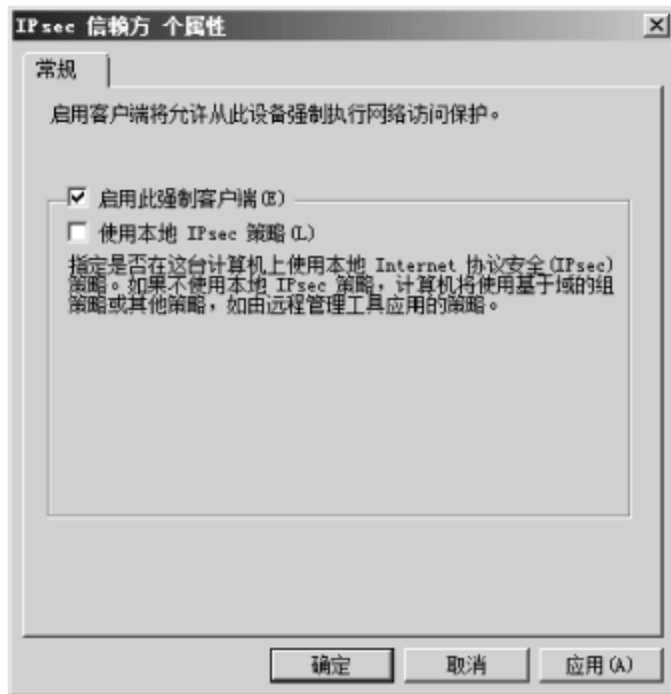 IPsec 信赖方 个属性
常规
启用客户端将允许从此设备强制执行网络访问保护。
启用此强制客户端(E)
使用本地 IPsec 策略(L)
指定是否在这台计算机上使用本地 Internet 协议安全(IPsec)
策略。如果不使用本地 IPsec 策略，计算机将使用基于域的组
策略或其他策略，如由远程管理工具应用的策略。
确定 取消 应用(A)